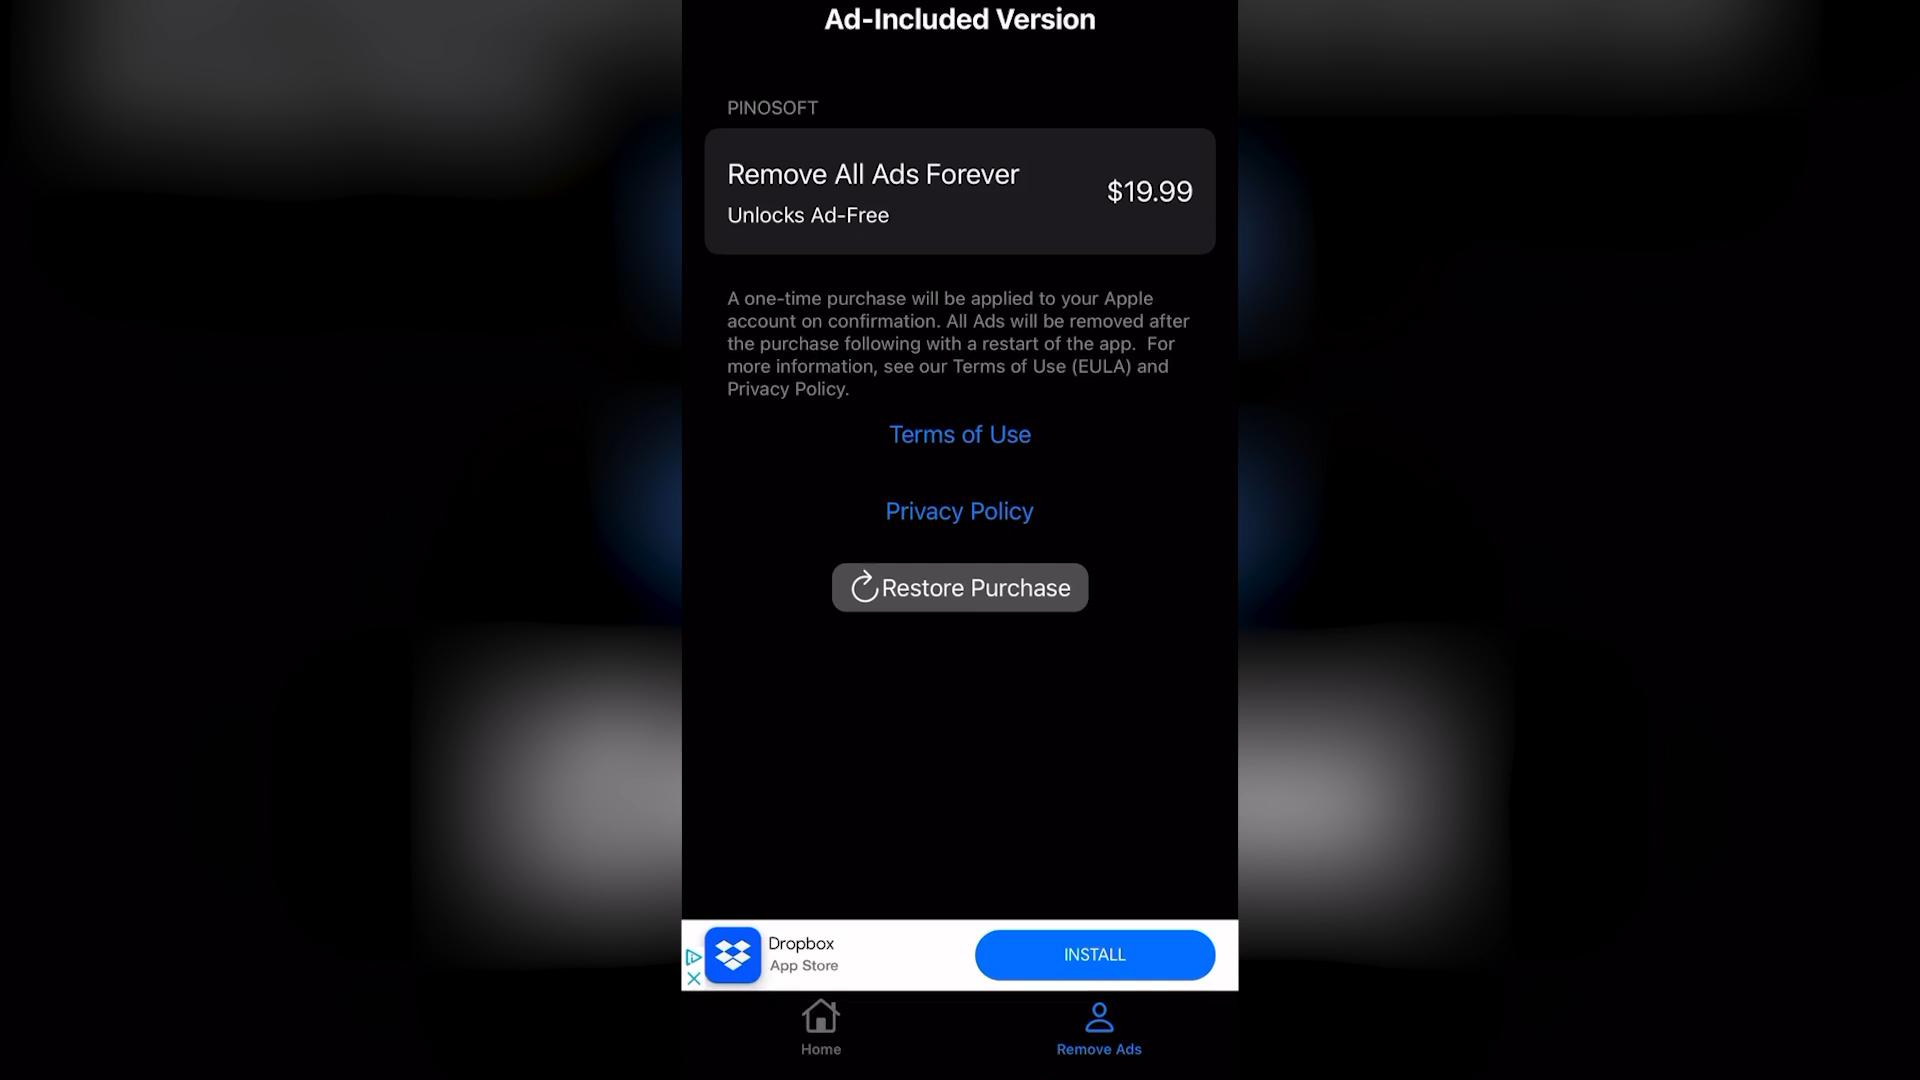 Ad-Included Version
PINOSOFT
Remove All Ads Forever
$19.99
Unlocks Ad-Free
A one-time purchase will be applied to your Apple
account on confirmation. All Ads will be removed after
the purchase following with a restart of the app.  For
more information, see our Terms of Use (EULA) and
Privacy Policy.
Terms of Use
Privacy Policy
Restore Purchase
Dropbox
App Store
INSTALL
Home
Remove Ads